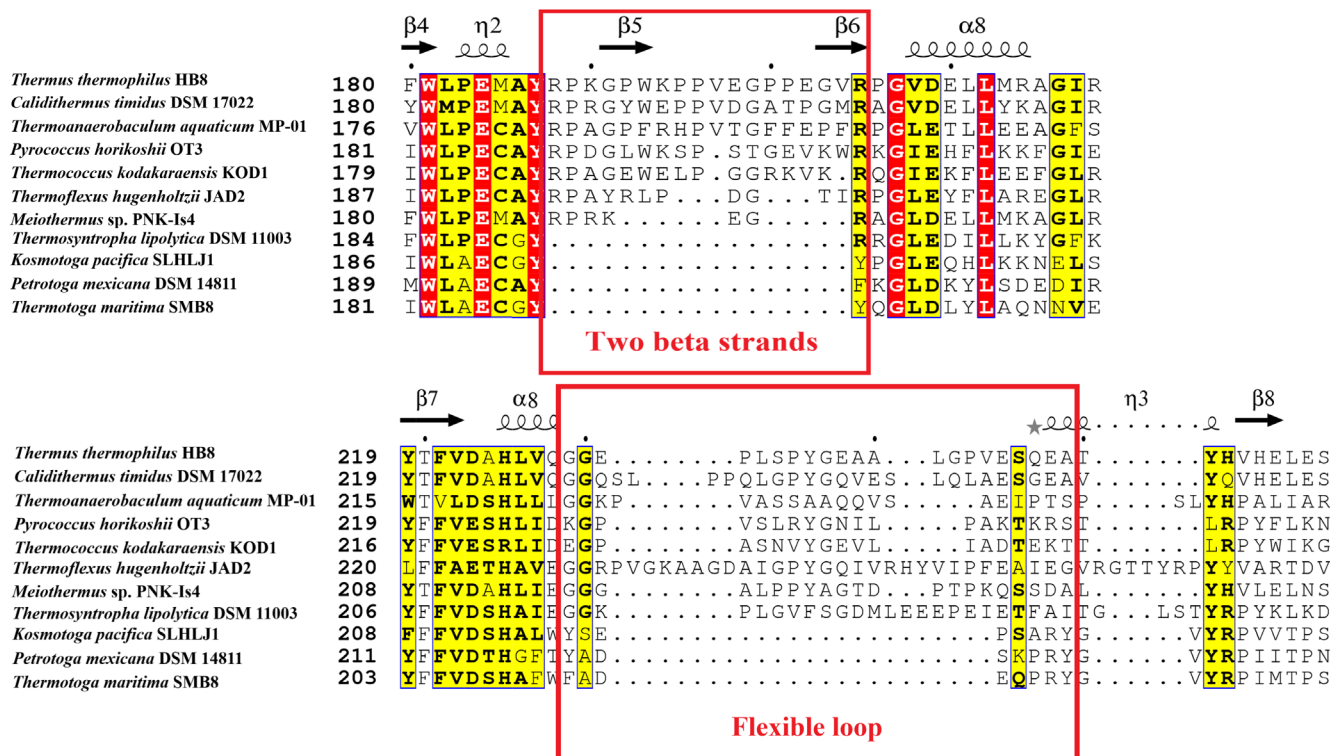 β4 η2 β5 β6 α8
Thermus thermophilus HB8 180 FWLPEMAYRPKGPWKPPVEGPPEGVRPGVDELLMRAGIR
Calidithermus timidus DSM 17022 180 YWMPEMAYRPRGYWEPPVDGATPGMRAGVDELLYRAGIR
Thermoanaerobaculum aquaticum MP-01 176 VWLPECAYRPAGPFRHPVTGFFEPFRPGLETLLEEAGFS
Pyrococcus horikoshii OT3 181 IWLPECAYRPDGLWKSP.STGEVKWRKGIEHFLKKFGIE
Thermococcus kodakaraensis KOD1 179 IWLPECAYRPAGEWELP.GGRKVK.RQGIEKFLEEFGLR
Thermoflexus hugenholtzii JAD2 187 IWLPECAYRPAYRLP...DG...TIRPGLEYFLAREGLR
Meiothermus sp. PNK-Is4 180 FWLPEMAYRPRK......EG.....RAGLDELLMKAGLR
Thermosyntropha lipolytica DSM 11003 184 FWLPECGY.................RRGLEDILLKYGFK
Kosmotoga pacifica SLHLJ1 186 IWLAECGY.................YPGLEQHLKKNELS
Petrotoga mexicana DSM 14811 189 MWLAECAY.................FKGLDKYLSDEDIR
Thermotoga maritima SMB8 181 IWLAECGY.................YQGLDLYLAQNNVE
Two beta strands
β7 α8 η3 β8
Thermus thermophilus HB8 219 YTFVDAHLVQGGE........PLSPYGEAA...LGPVESQEAT.......YHVHELES
Calidithermus timidus DSM 17022 219 YTFVDAHLVQGGQSL....PPQLGPYGQVES..LQLAESGEAV.......YQVHELES
Thermoanaerobaculum aquaticum MP-01 215 WTVLDSHLLIGGKP.......VASSAAQQVS.....AEIPTSP.....SLYHPALIAR
Pyrococcus horikoshii OT3 219 YFFVESHLIDKGP........VSLRYGNIL.....PAKTKRST.......LRPYFLKN
Thermococcus kodakaraensis KOD1 216 YFFVESRLIDEGP........ASNVYGEVL.....IADTEKTT.......LRPYWIKG
Thermoflexus hugenholtzii JAD2 220 LFFAETHAVEGGRPVGKAAGDAIGPYGQIVRHYVIPFEAIEGVRGTTYRPYYVARTDV
Meiothermus sp. PNK-Is4 208 YTFVDAHLIEGGG........ALPPYAGTD...PTPKQSSDAL.......YHVLELNS
Thermosyntropha lipolytica DSM 11003 206 YFFVDSHAIEGGK........PLGVFSGDMLEEEPEIETFAITG...LSTYRPYKLKD
Kosmotoga pacifica SLHLJ1 208 FFFVDSHALWYSE........................PSARYG......VYRPVVTPS
Petrotoga mexicana DSM 14811 211 YFFVDTHGFTYAD........................SKPRYG......VYRPIITPN
Thermotoga maritima SMB8 203 YFFVDSHAFWFAD........................EQPRYG......VYRPIMTPS
Flexible loop